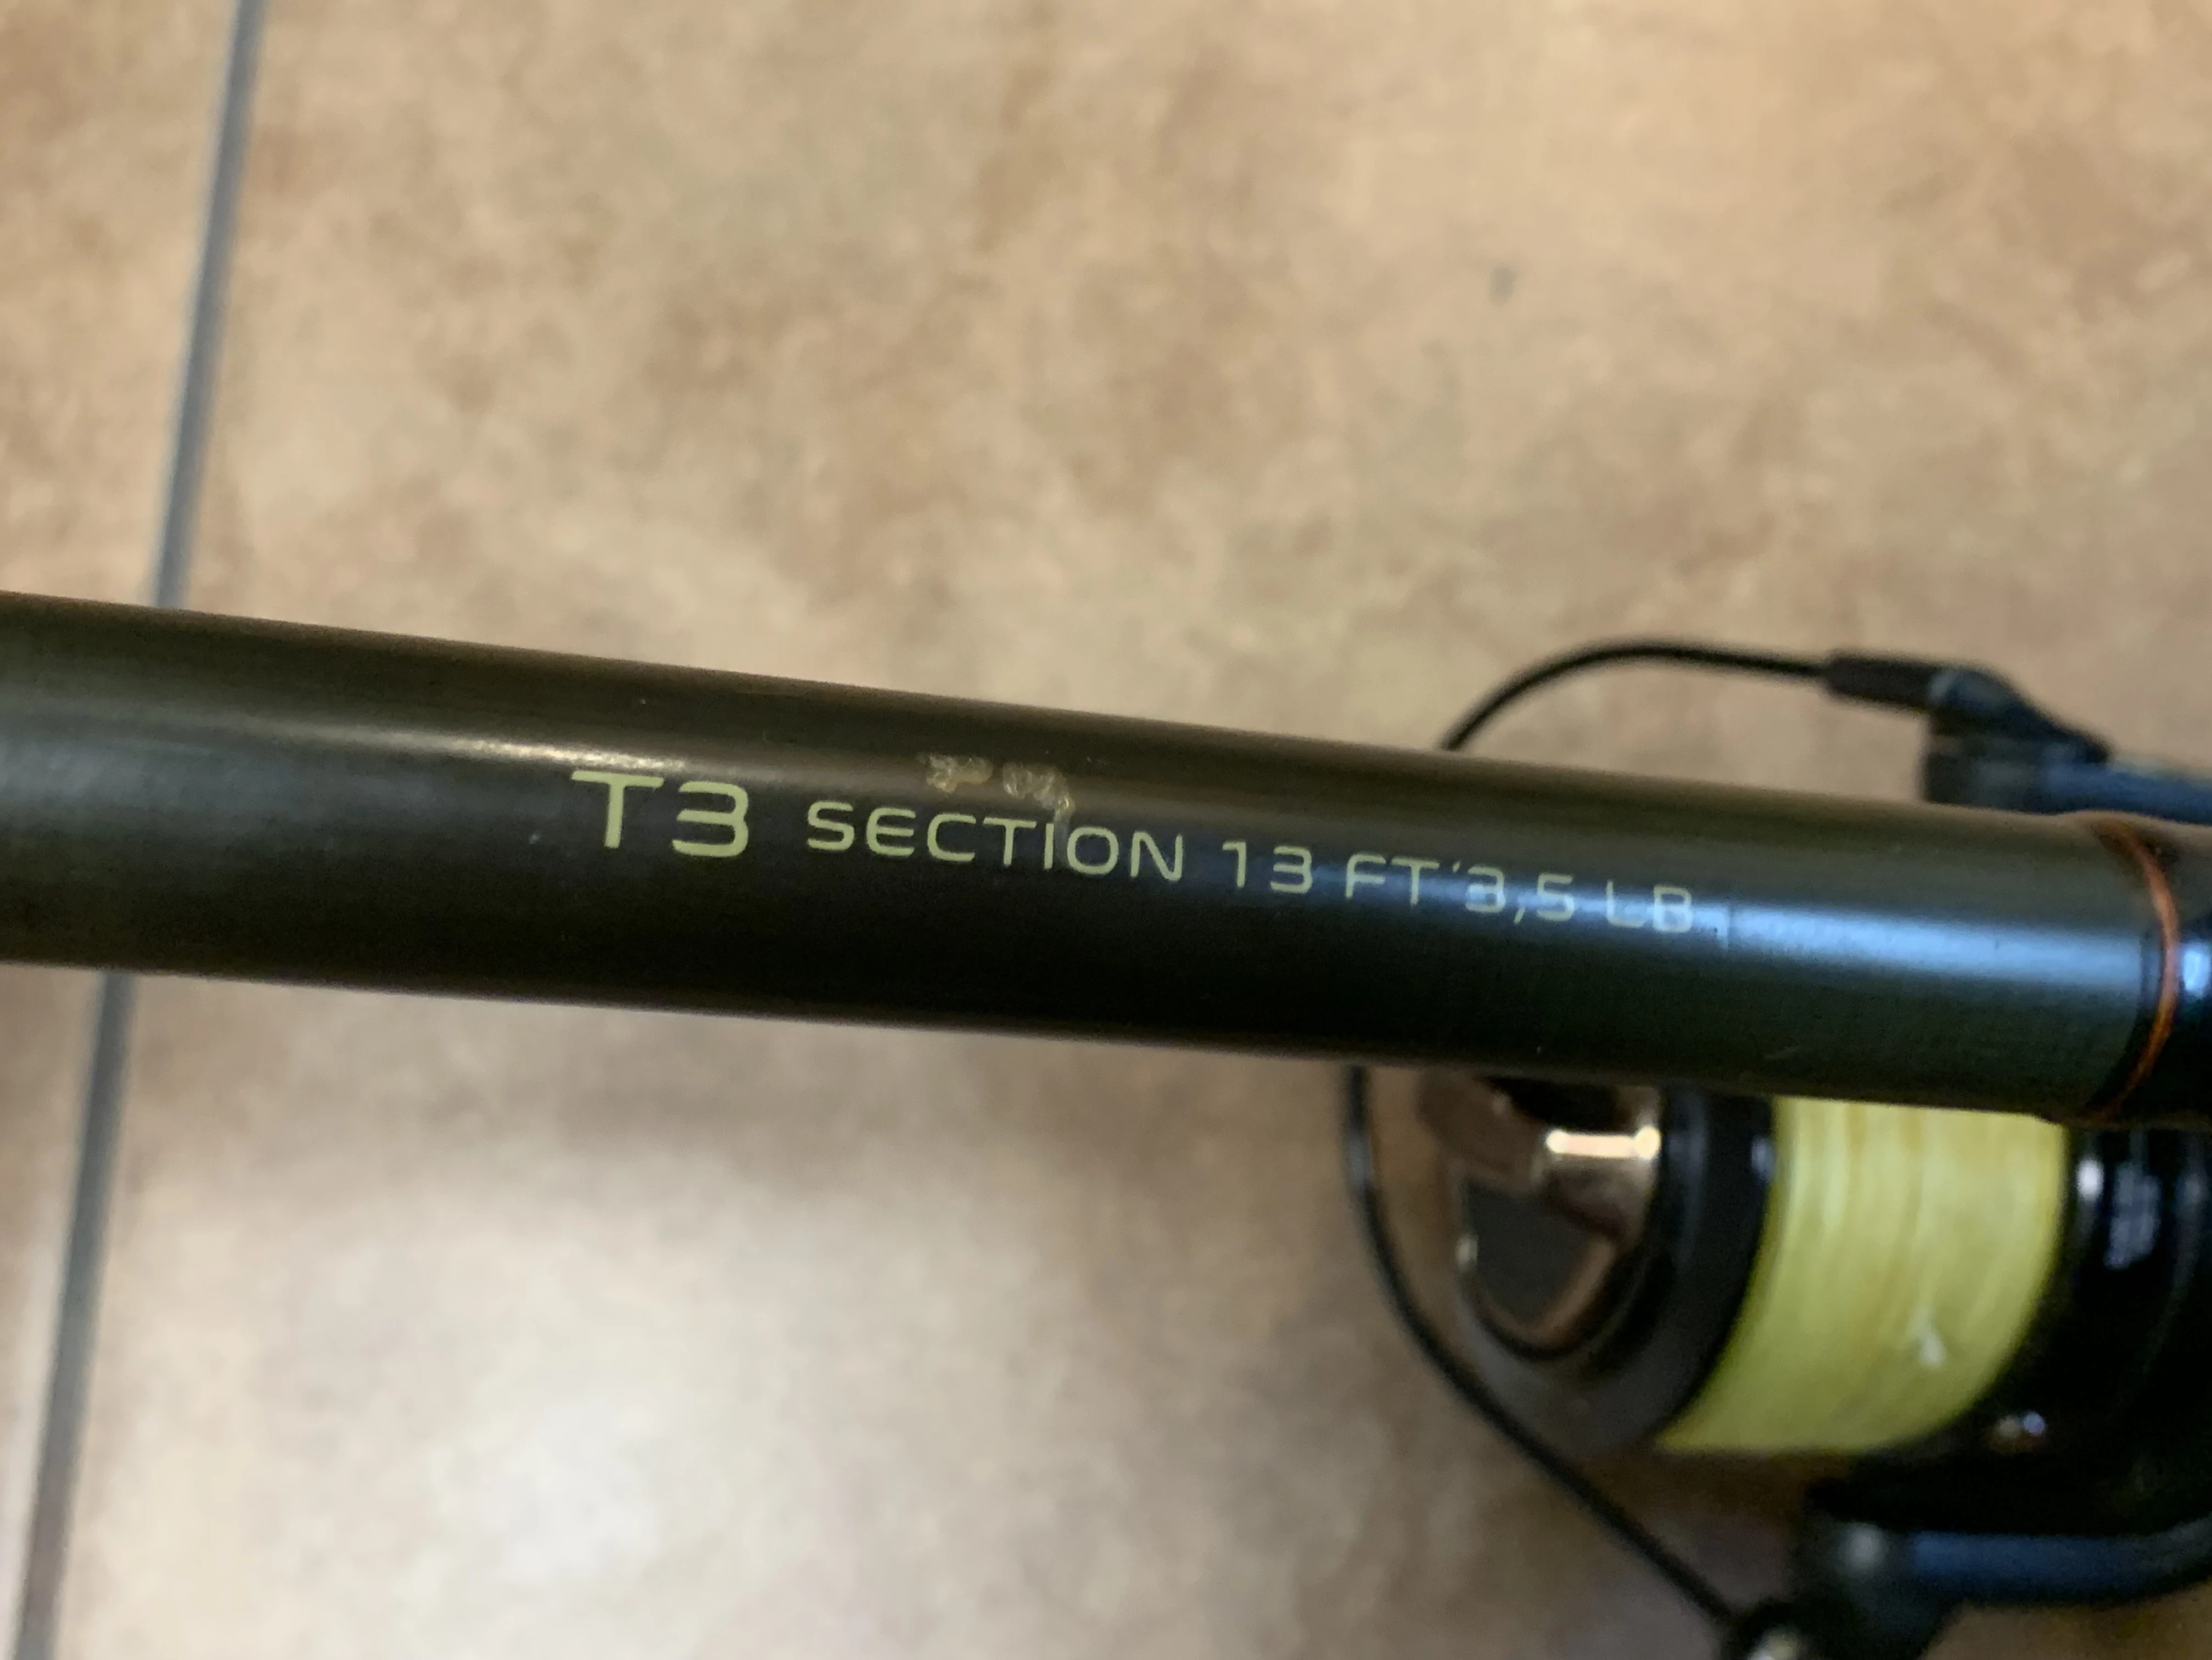 T3 SECTION 13 FT'3,5 LB